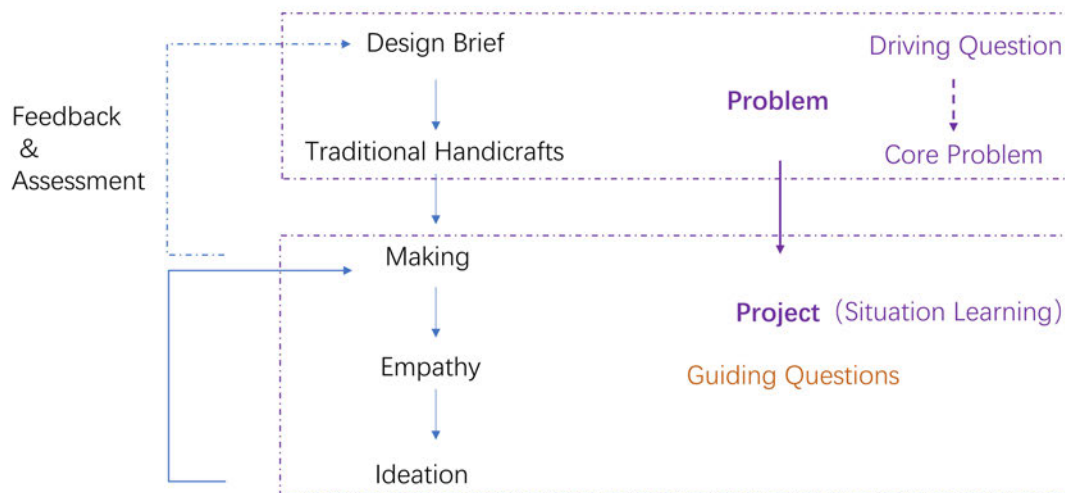 Design Brief
Driving Question
Problem
Feedback
&
Assessment
Traditional Handicrafts
Core Problem
Making
Project（Situation Learning）
Empathy
Guiding Questions
Ideation